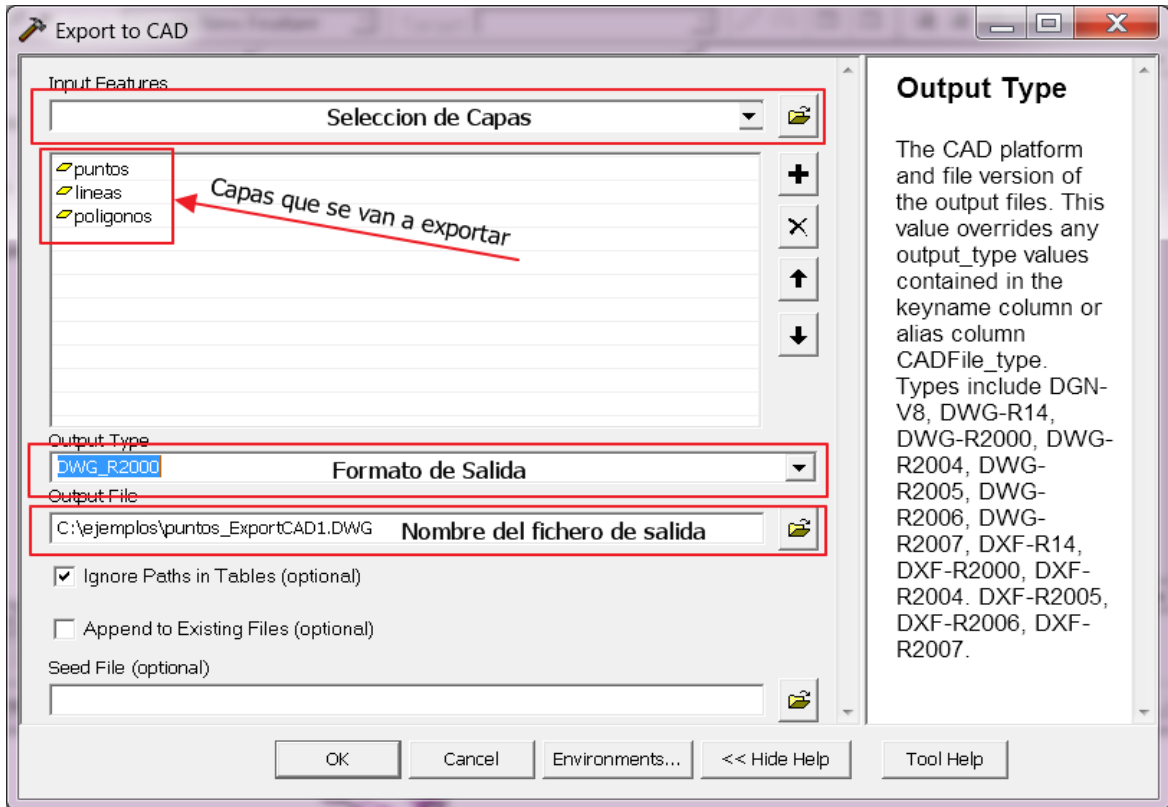 Export to CAD
Input Features
Seleccion de Capas
puntos
lineas
poligonos
Capas que se van a exportar
Output Type
DWG_R2000
Formato de Salida
Output File
C:\ejemplos\puntos_ExportCAD1.DWG
Nombre del fichero de salida
Ignore Paths in Tables (optional)
Append to Existing Files (optional)
Seed File (optional)
OK
Cancel
Environments...
<< Hide Help
Tool Help
Output Type
The CAD platform
and file version of
the output files. This
value overrides any
output_type values
contained in the
keyname column or
alias column
CADFile_type.
Types include DGN-
V8, DWG-R14,
DWG-R2000, DWG-
R2004, DWG-
R2005, DWG-
R2006, DWG-
R2007, DXF-R14,
DXF-R2000, DXF-
R2004. DXF-R2005,
DXF-R2006, DXF-
R2007.